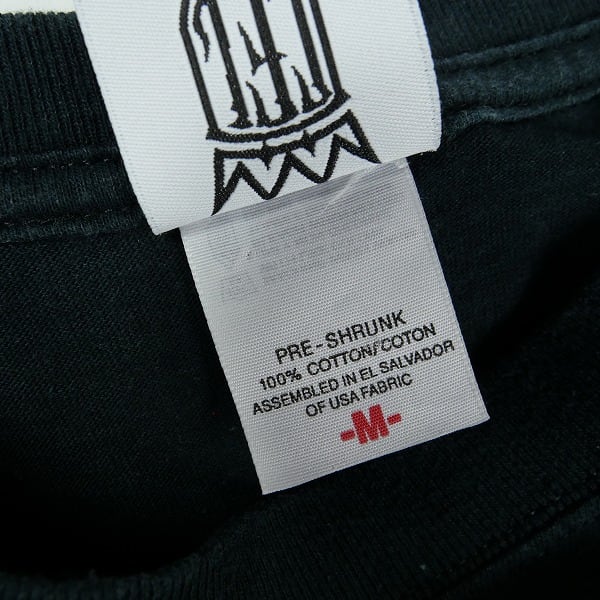 PRE-SHRUNK
100% COTTON/COTON
ASSEMBLED IN EL SALVADOR
OF USA FABRIC
-M-